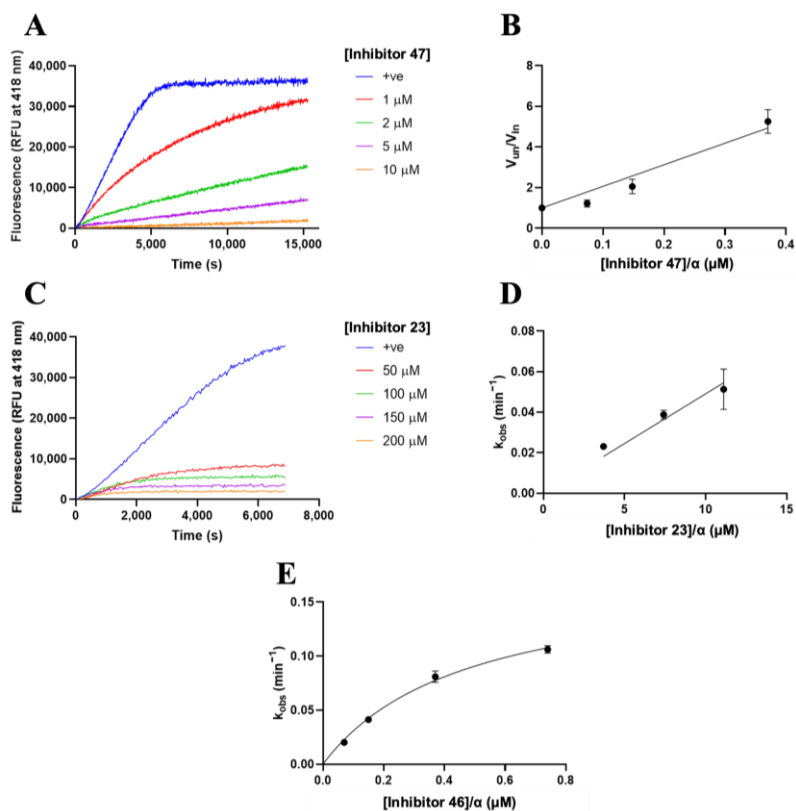 A
Fluorescence (RFU at 418 nm)
40,000
30,000
20,000
10,000
0
0
5,000
10,000
15,000
Time (s)
[Inhibitor 47]
+ve
1 μM
2 μM
5 μM
10 μM
B
Vun/Vin
8
6
4
2
0
0.0
0.1
0.2
0.3
0.4
[Inhibitor 47]/α (μM)
C
Fluorescence (RFU at 418 nm)
40,000
30,000
20,000
10,000
0
0
2,000
4,000
6,000
8,000
Time (s)
[Inhibitor 23]
+ve
50 μM
100 μM
150 μM
200 μM
D
kobs (min⁻¹)
0.08
0.06
0.04
0.02
0.00
0
5
10
15
[Inhibitor 23]/α (μM)
E
kobs (min⁻¹)
0.15
0.10
0.05
0.00
0.0
0.2
0.4
0.6
0.8
[Inhibitor 46]/α (μM)